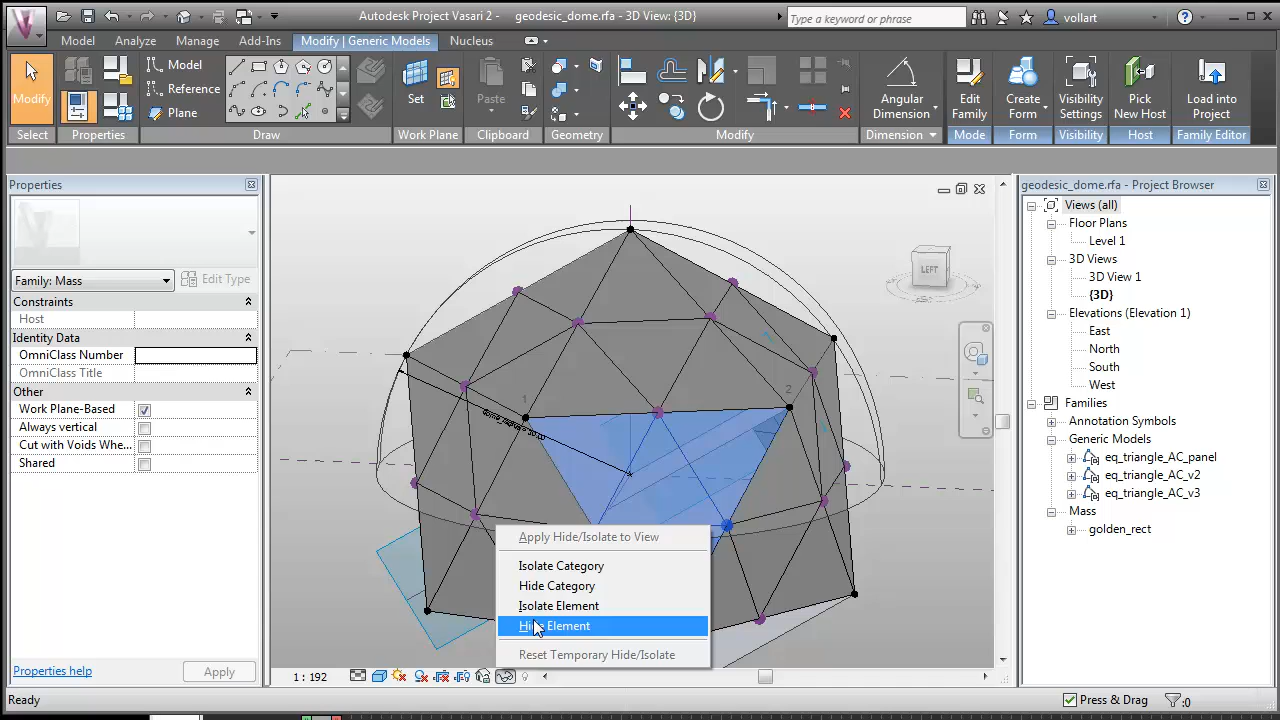 Autodesk Project Vasari 2 - geodesic_dome.rfa - 3D View: {3D}
Type a keyword or phrase
vollart
Model
Analyze
Manage
Add-Ins
Modify | Generic Models
Nucleus
Modify
Model
Reference
Plane
Set
Paste
Angular
Dimension
Edit
Family
Create
Form
Visibility
Settings
Pick
New Host
Load into
Project
Select
Properties
Draw
Work Plane
Clipboard
Geometry
Modify
Dimension
Mode
Form
Visibility
Host
Family Editor
Properties
Family: Mass
Edit Type
Constraints
Host
Identity Data
OmniClass Number
OmniClass Title
Other
Work Plane-Based
Always vertical
Cut with Voids Whe...
Shared
Properties help
Apply
LEFT
1
2
Apply Hide/Isolate to View
Isolate Category
Hide Category
Isolate Element
Hide Element
Reset Temporary Hide/Isolate
1 : 192
geodesic_dome.rfa - Project Browser
Views (all)
Floor Plans
Level 1
3D Views
3D View 1
{3D}
Elevations (Elevation 1)
East
North
South
West
Families
Annotation Symbols
Generic Models
eq_triangle_AC_panel
eq_triangle_AC_v2
eq_triangle_AC_v3
Mass
golden_rect
Ready
Press & Drag
:0